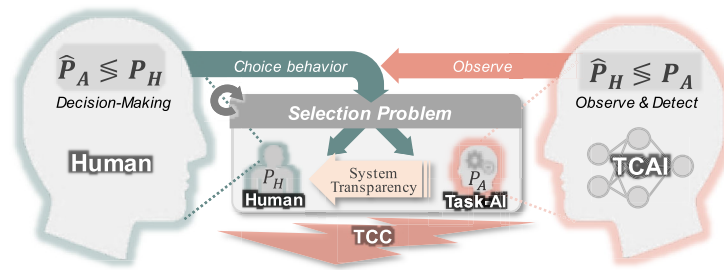 P̂_A ≶ P_H
Decision-Making
Human
Choice behavior
Observe
P̂_H ≶ P_A
Observe & Detect
TCAI
Selection Problem
P_H
Human
System
Transparency
P_A
Task-AI
TCC